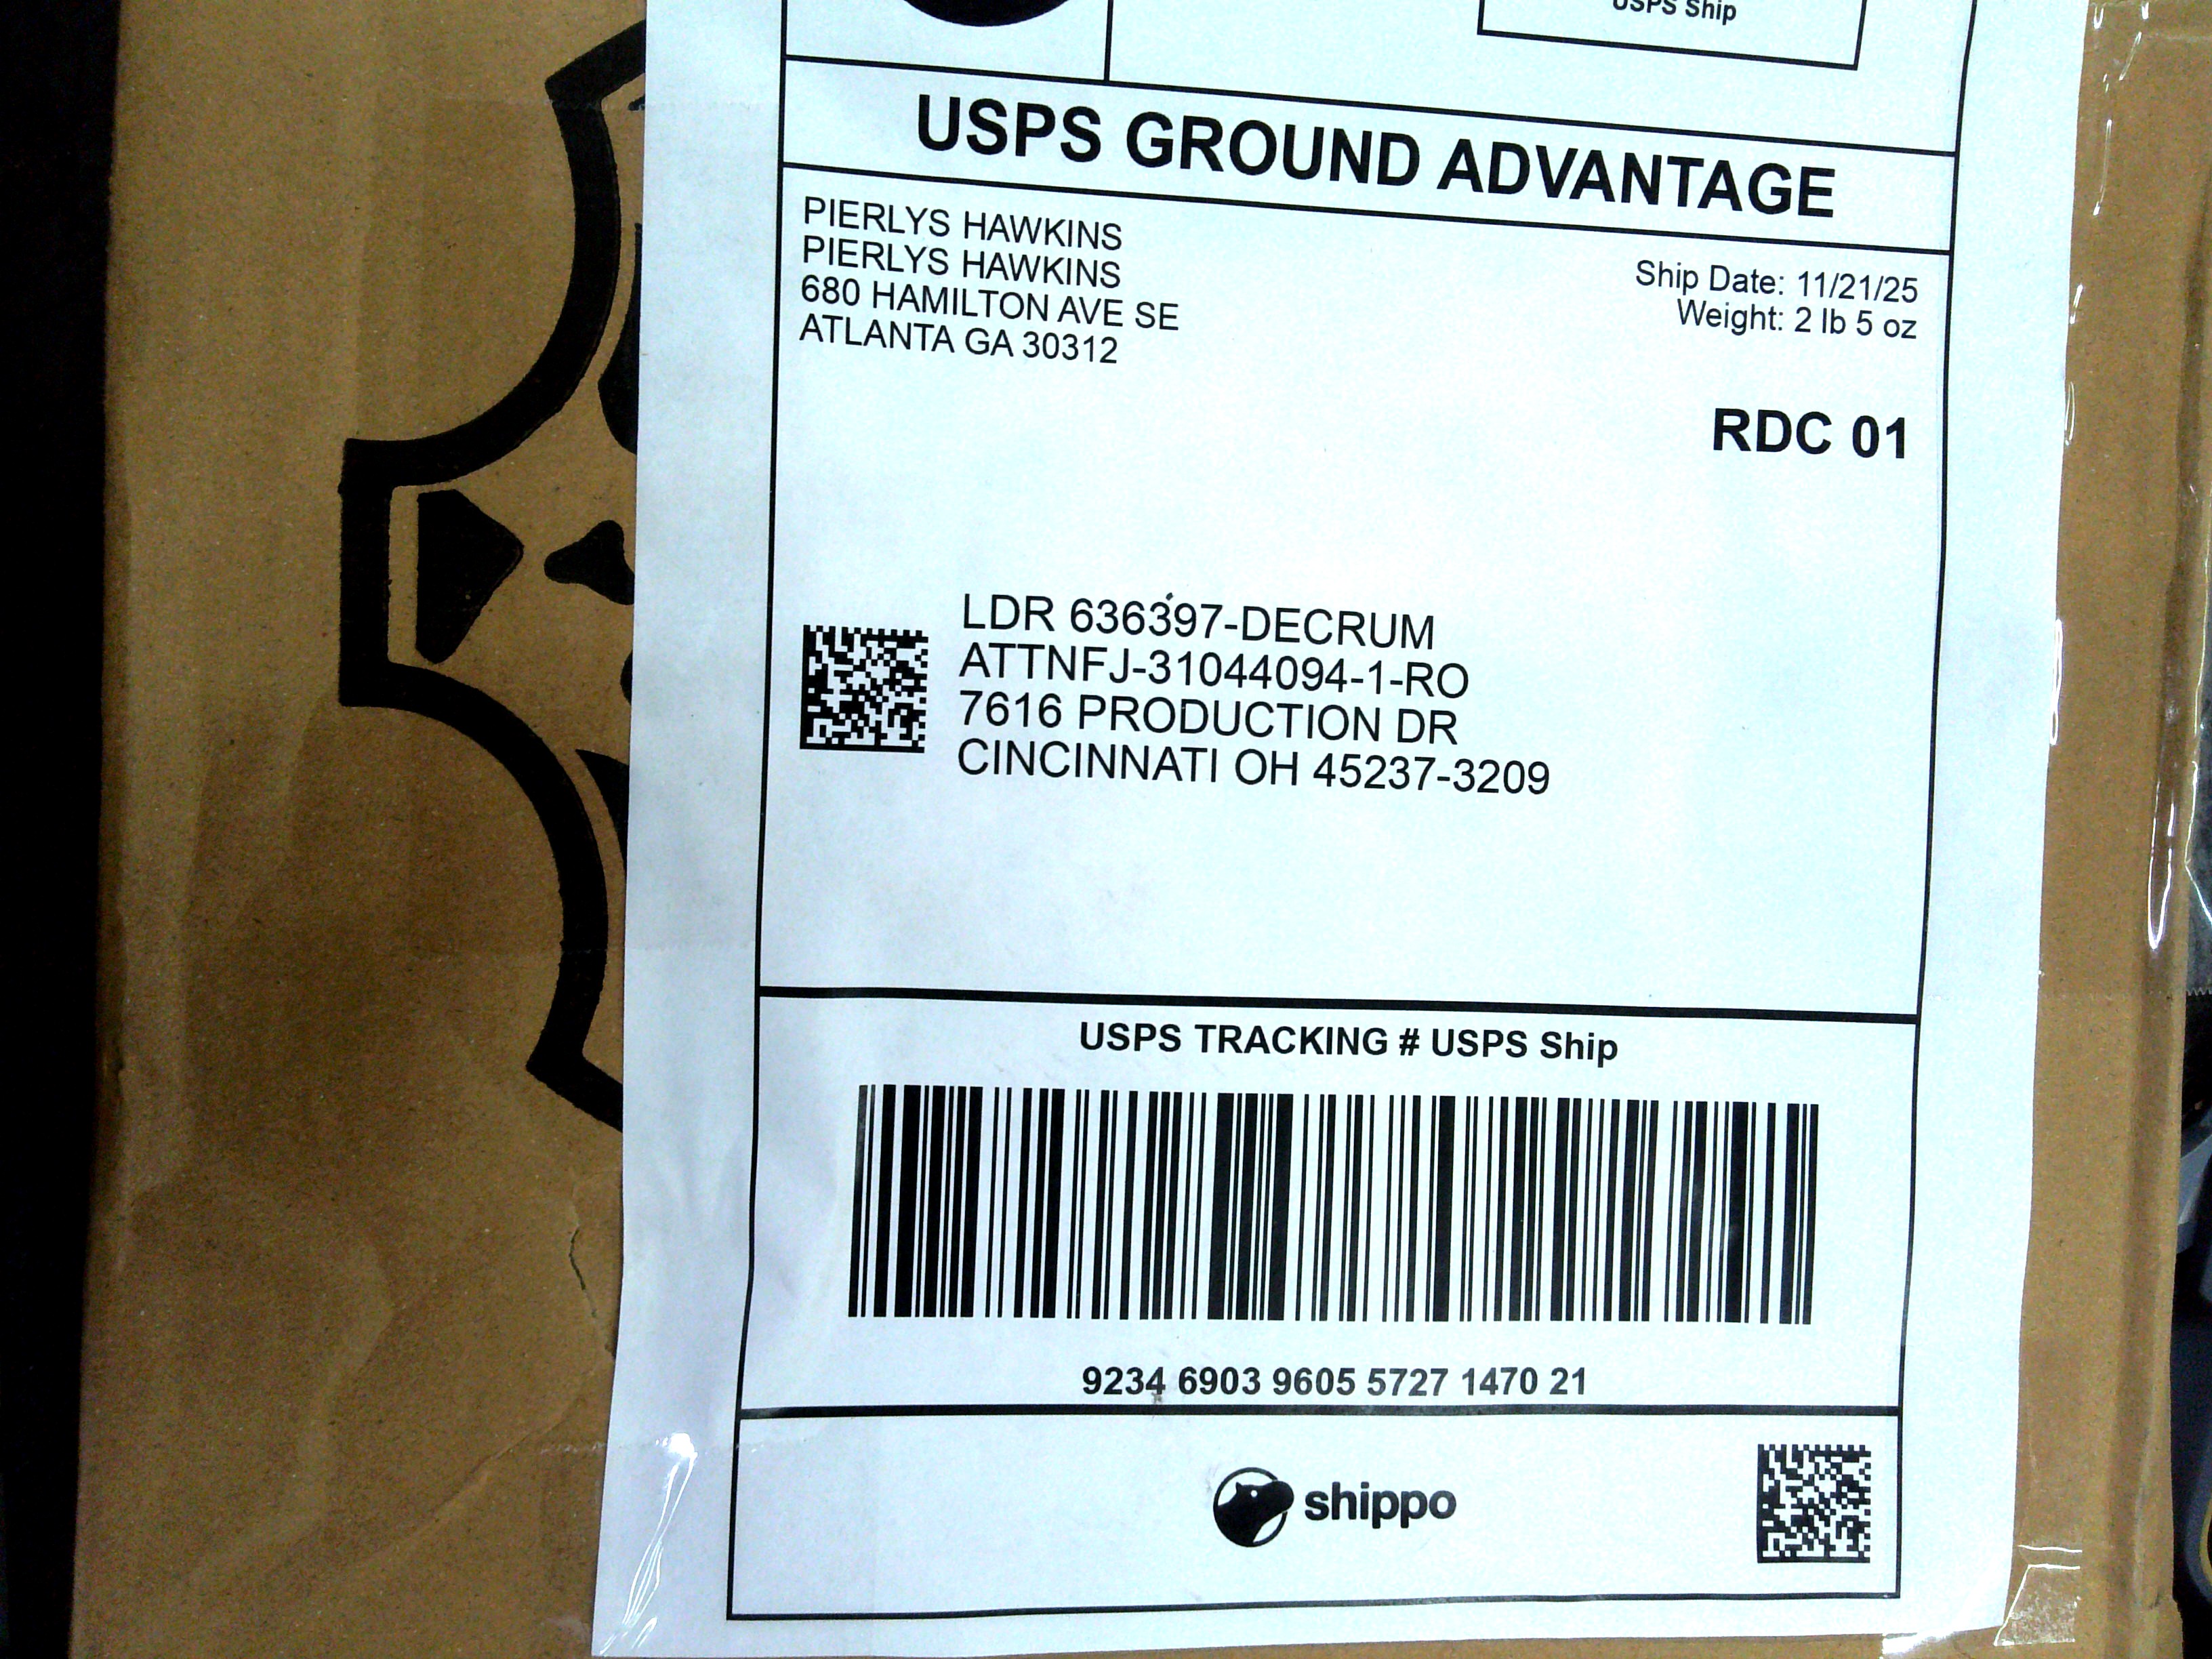 USPS Ship
USPS GROUND ADVANTAGE
PIERLYS HAWKINS
PIERLYS HAWKINS
680 HAMILTON AVE SE
ATLANTA GA 30312
Ship Date: 11/21/25
Weight: 2 lb 5 oz
RDC 01
LDR 636397-DECRUM
ATTNFJ-31044094-1-RO
7616 PRODUCTION DR
CINCINNATI OH 45237-3209
USPS TRACKING # USPS Ship
9234 6903 9605 5727 1470 21
shippo